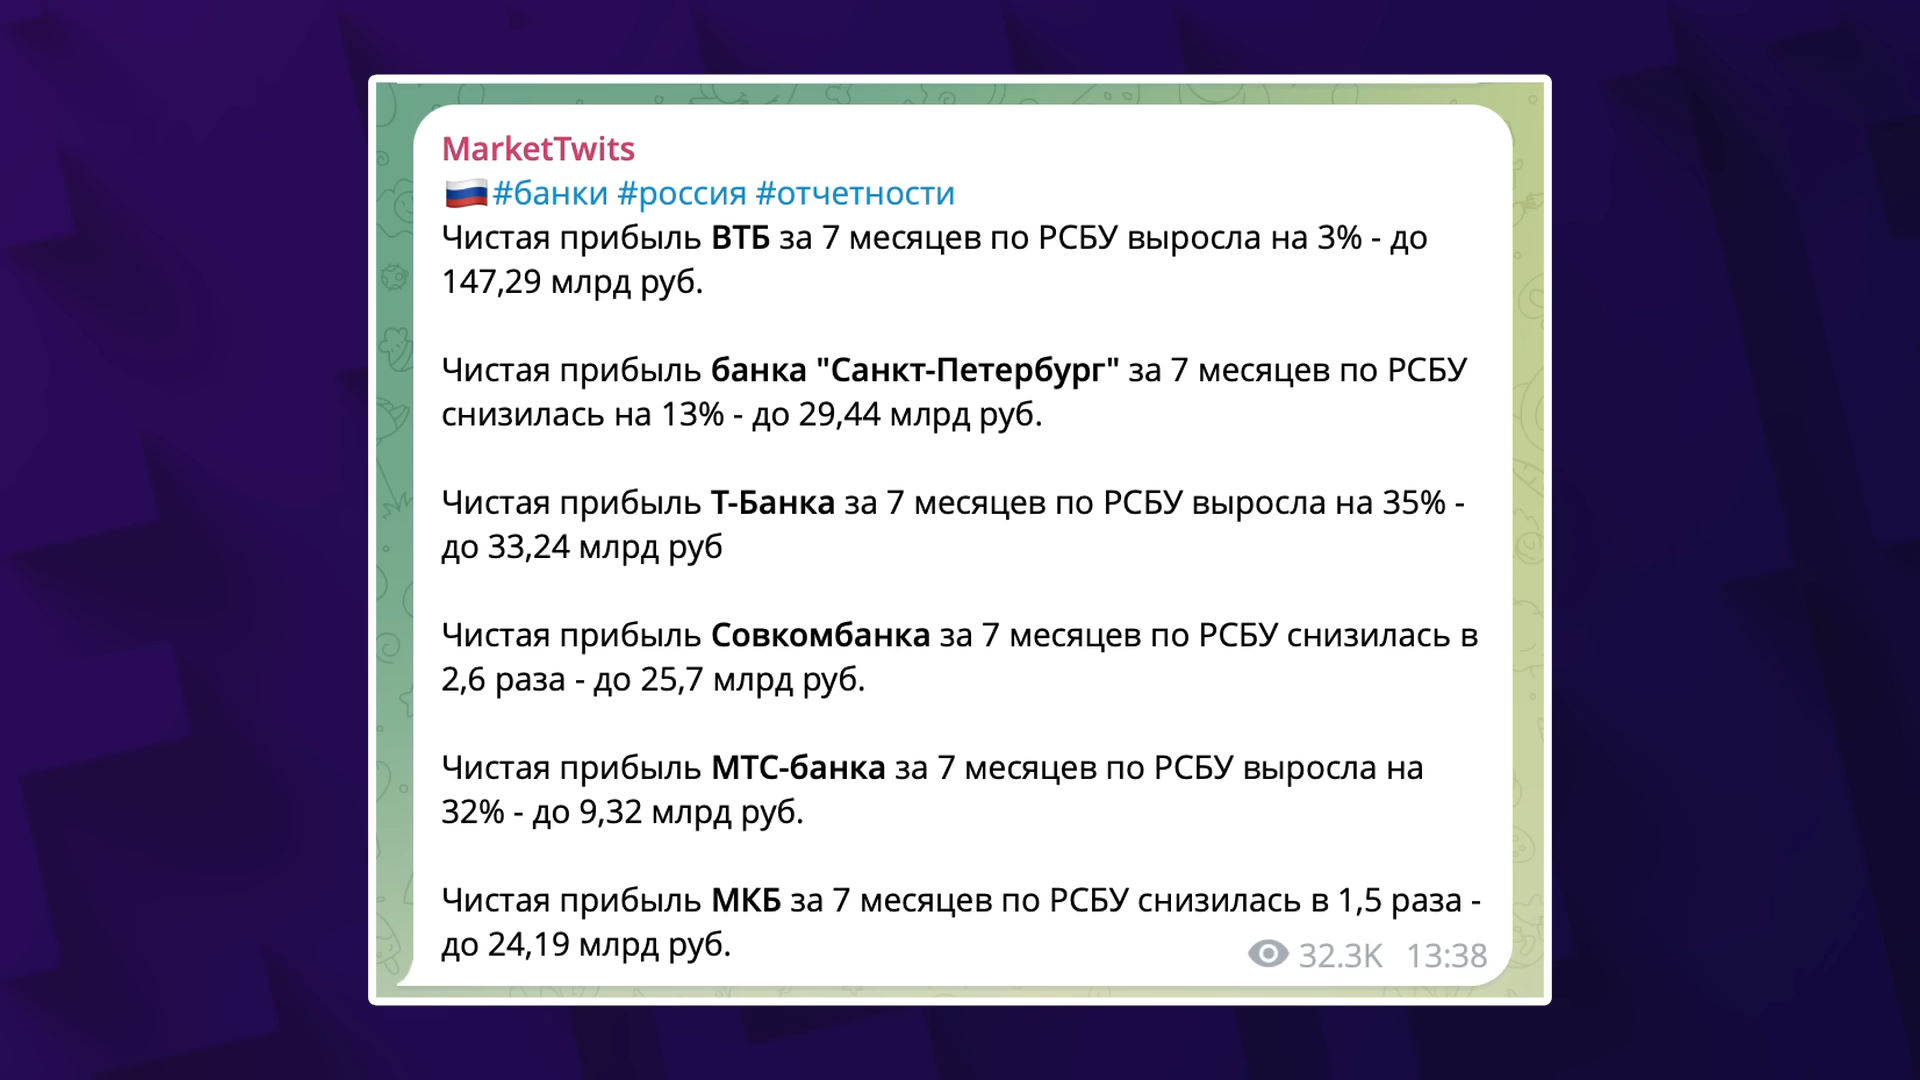 MarketTwits
#банки #россия #отчетности
Чистая прибыль ВТБ за 7 месяцев по РСБУ выросла на 3% - до
147,29 млрд руб.
Чистая прибыль банка "Санкт-Петербург" за 7 месяцев по РСБУ
снизилась на 13% - до 29,44 млрд руб.
Чистая прибыль Т-Банка за 7 месяцев по РСБУ выросла на 35% -
до 33,24 млрд руб
Чистая прибыль Совкомбанка за 7 месяцев по РСБУ снизилась в
2,6 раза - до 25,7 млрд руб.
Чистая прибыль МТС-банка за 7 месяцев по РСБУ выросла на
32% - до 9,32 млрд руб.
Чистая прибыль МКБ за 7 месяцев по РСБУ снизилась в 1,5 раза -
до 24,19 млрд руб.
32.3K 13:38